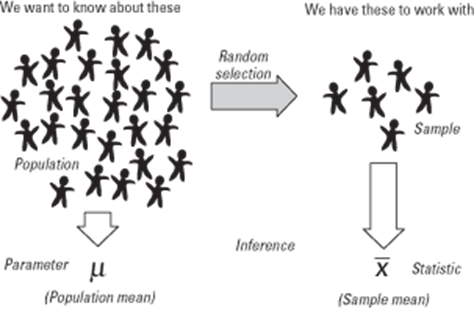 We want to know about these
We have these to work with
Random
selection
Population
Sample
Parameter
μ
Inference
x̅
Statistic
(Population mean)
(Sample mean)